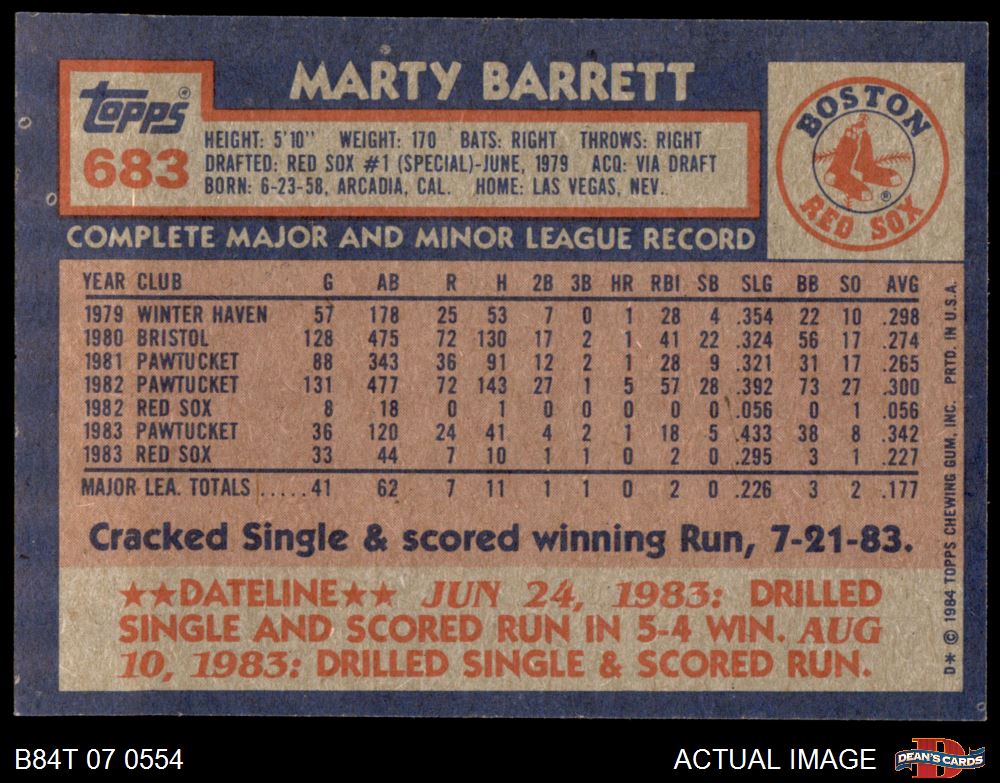 MARTY BARRETT
TOPPS®
683
HEIGHT: 5'10'' WEIGHT: 170 BATS: RIGHT THROWS: RIGHT
DRAFTED: RED SOX #1 (SPECIAL)-JUNE, 1979 ACQ: VIA DRAFT
BORN: 6-23-58, ARCADIA, CAL. HOME: LAS VEGAS, NEV.
BOSTON
RED SOX
®
COMPLETE MAJOR AND MINOR LEAGUE RECORD
YEAR CLUB G AB R H 2B 3B HR RBI SB SLG BB SO AVG
1979 WINTER HAVEN 57 178 25 53 7 0 1 28 4 .354 22 10 .298
1980 BRISTOL 128 475 72 130 17 2 1 41 22 .324 56 17 .274
1981 PAWTUCKET 88 343 36 91 12 2 1 28 9 .321 31 17 .265
1982 PAWTUCKET 131 477 72 143 27 1 5 57 28 .392 73 27 .300
1982 RED SOX 8 18 0 1 0 0 0 0 0 .056 0 1 .056
1983 PAWTUCKET 36 120 24 41 4 2 1 18 5 .433 38 8 .342
1983 RED SOX 33 44 7 10 1 1 0 2 0 .295 3 1 .227
MAJOR LEA. TOTALS .....41 62 7 11 1 1 0 2 0 .226 3 2 .177
Cracked Single & scored winning Run, 7-21-83.
★★DATELINE★★ JUN 24, 1983: DRILLED
SINGLE AND SCORED RUN IN 5-4 WIN. AUG
10, 1983: DRILLED SINGLE & SCORED RUN.
D* © 1984 TOPPS CHEWING GUM, INC. PRTD. IN U.S.A.
B84T 07 0554
ACTUAL IMAGE
D
DEAN'S CARDS